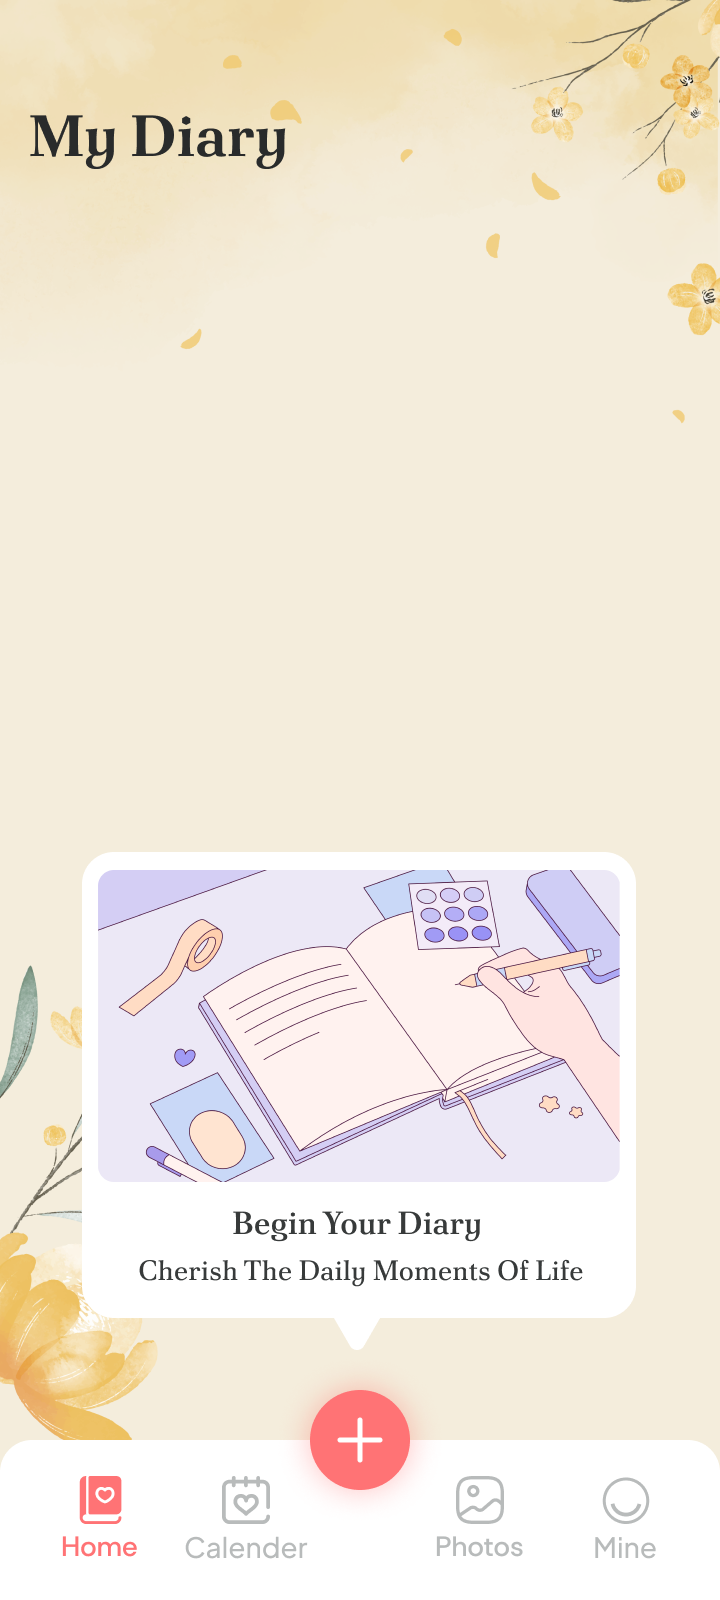 My Diary
Begin Your Diary
Cherish The Daily Moments Of Life
Home
Calender
Photos
Mine